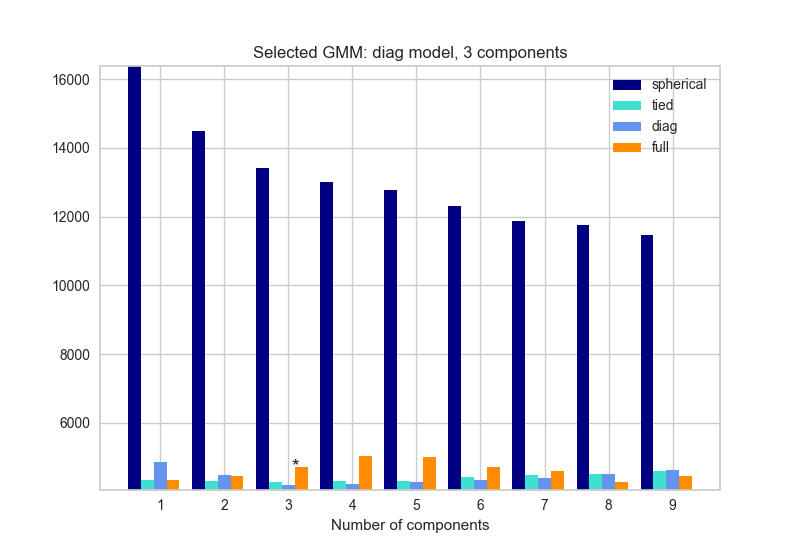 Selected GMM: diag model, 3 components
16000
14000
12000
10000
8000
6000
spherical
tied
diag
full
*
1 2 3 4 5 6 7 8 9
Number of components